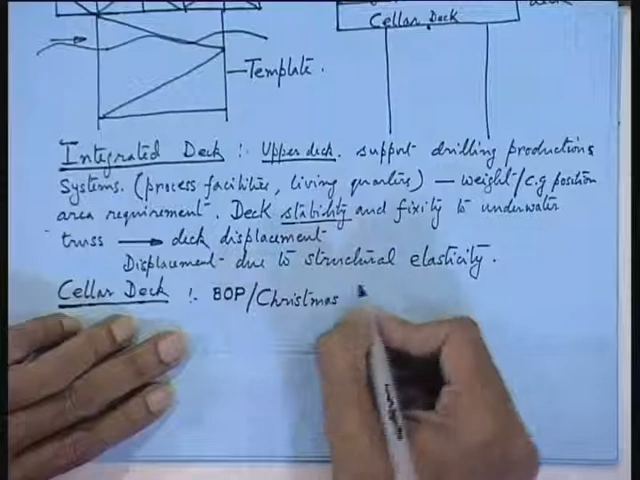 Cellar Deck
Template.
Integrated Deck :- Upper deck. support drilling productions
Systems. (process facilities, living quarters) — weight/c.g position
area requirement. Deck stability and fixity to underwater
truss → deck displacement
Displacement due to structural elasticity.
Cellar Deck :- BOP/Christmas